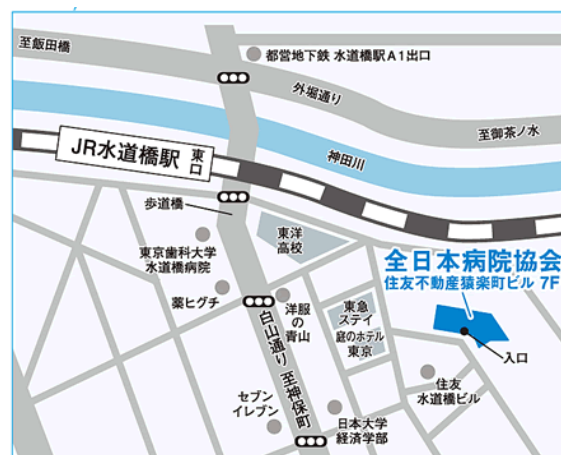 至飯田橋
都営地下鉄 水道橋駅A1出口
外堀通り
至御茶ノ水
神田川
JR水道橋駅 東口
歩道橋
東洋
高校
東京歯科大学
水道橋病院
薬ヒグチ
洋服の青山
白山通り 至神保町
東急
ステイ
庭のホテル
東京
全日本病院協会
住友不動産猿楽町ビル 7F
入口
住友
水道橋ビル
セブン
イレブン
日本大学
経済学部